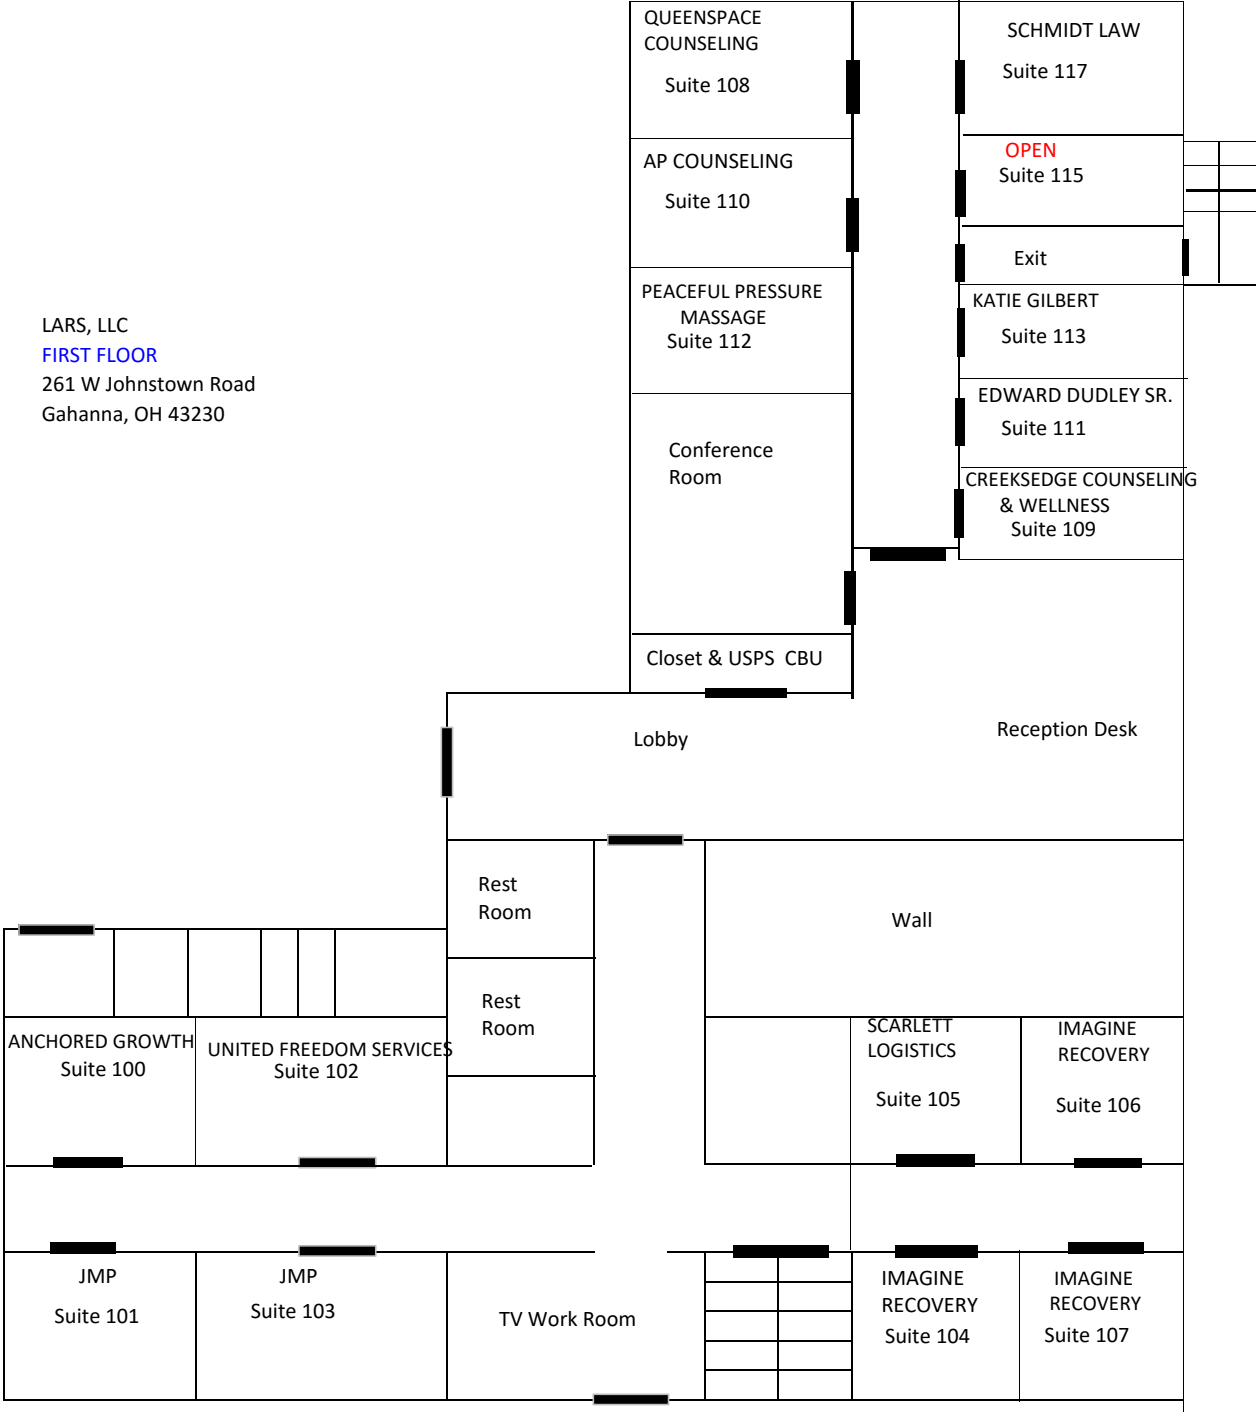 QUEENSPACE
COUNSELING
Suite 108
SCHMIDT LAW
Suite 117
AP COUNSELING
Suite 110
OPEN
Suite 115
Exit
PEACEFUL PRESSURE
MASSAGE
Suite 112
KATIE GILBERT
Suite 113
LARS, LLC
FIRST FLOOR
261 W Johnstown Road
Gahanna, OH 43230
EDWARD DUDLEY SR.
Suite 111
Conference
Room
CREEKSEDGE COUNSELING
& WELLNESS
Suite 109
Closet & USPS  CBU
Lobby
Reception Desk
Rest
Room
Wall
Rest
Room
ANCHORED GROWTH
Suite 100
UNITED FREEDOM SERVICES
Suite 102
SCARLETT
LOGISTICS
Suite 105
IMAGINE
RECOVERY
Suite 106
JMP
Suite 101
JMP
Suite 103
TV Work Room
IMAGINE
RECOVERY
Suite 104
IMAGINE
RECOVERY
Suite 107